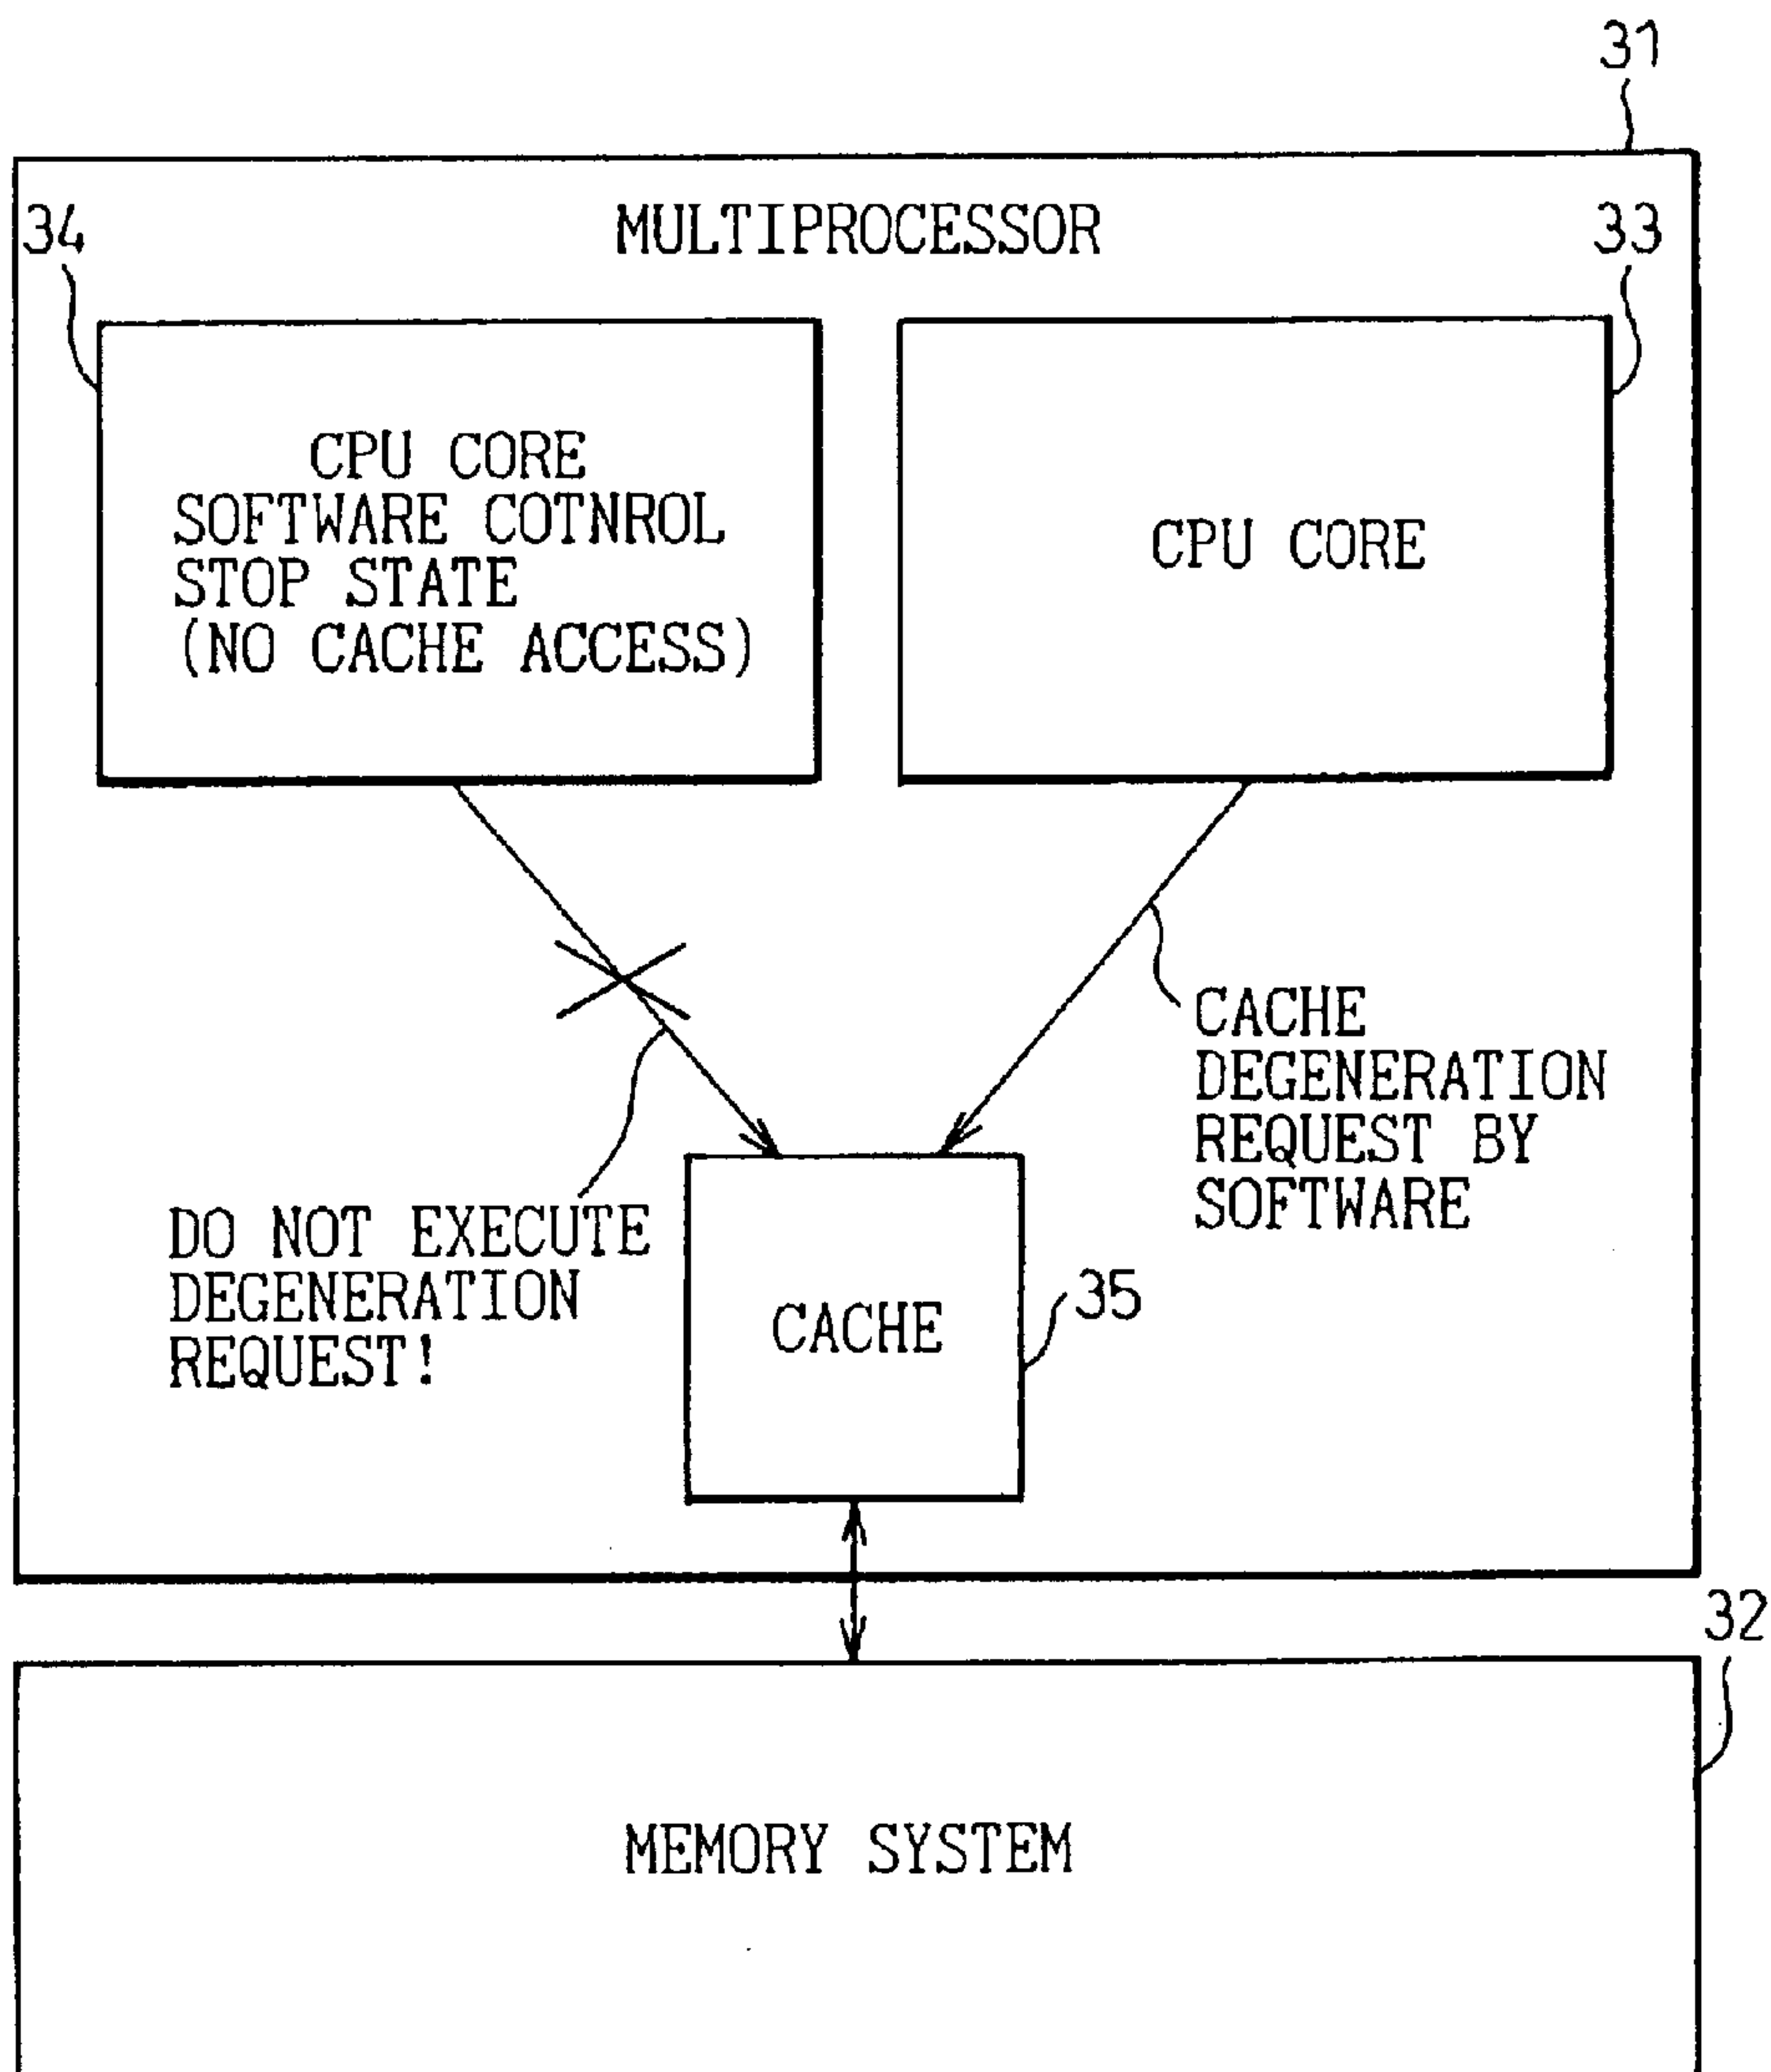 31
MULTIPROCESSOR
34
33
CPU CORE
SOFTWARE COTNROL
STOP STATE
(NO CACHE ACCESS)
CPU CORE
CACHE
DEGENERATION
REQUEST BY
SOFTWARE
DO NOT EXECUTE
DEGENERATION
REQUEST!
CACHE
35
32
MEMORY SYSTEM